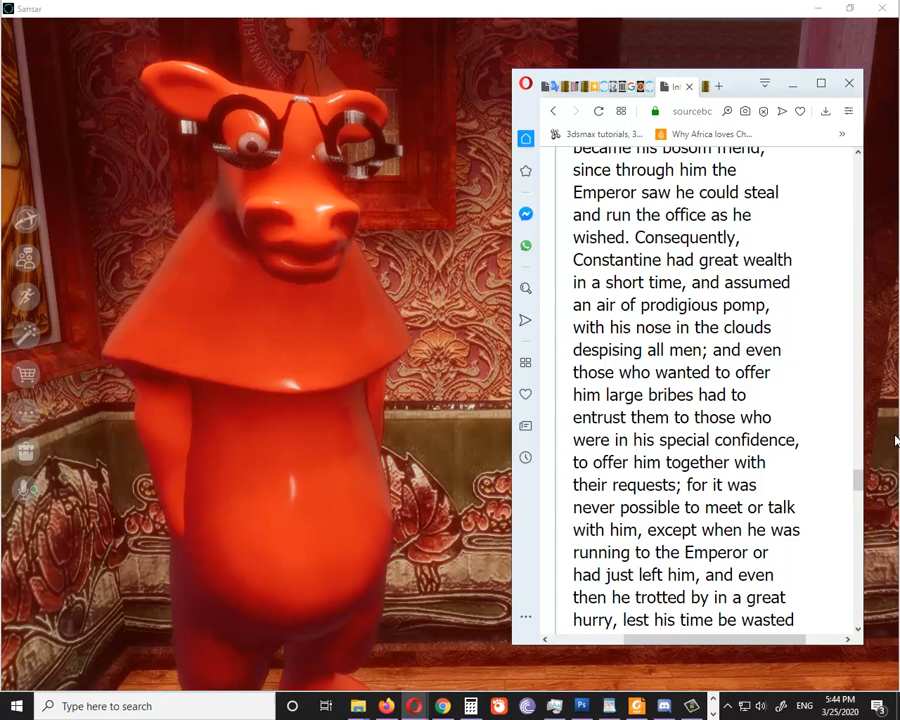 Sansar
In
sourcebc
3dsmax tutorials, 3...
Why Africa loves Ch...
became his bosom friend,
since through him the
Emperor saw he could steal
and run the office as he
wished. Consequently,
Constantine had great wealth
in a short time, and assumed
an air of prodigious pomp,
with his nose in the clouds
despising all men; and even
those who wanted to offer
him large bribes had to
entrust them to those who
were in his special confidence,
to offer him together with
their requests; for it was
never possible to meet or talk
with him, except when he was
running to the Emperor or
had just left him, and even
then he trotted by in a great
hurry, lest his time be wasted
Type here to search
ENG
5:44 PM
3/25/2020
3